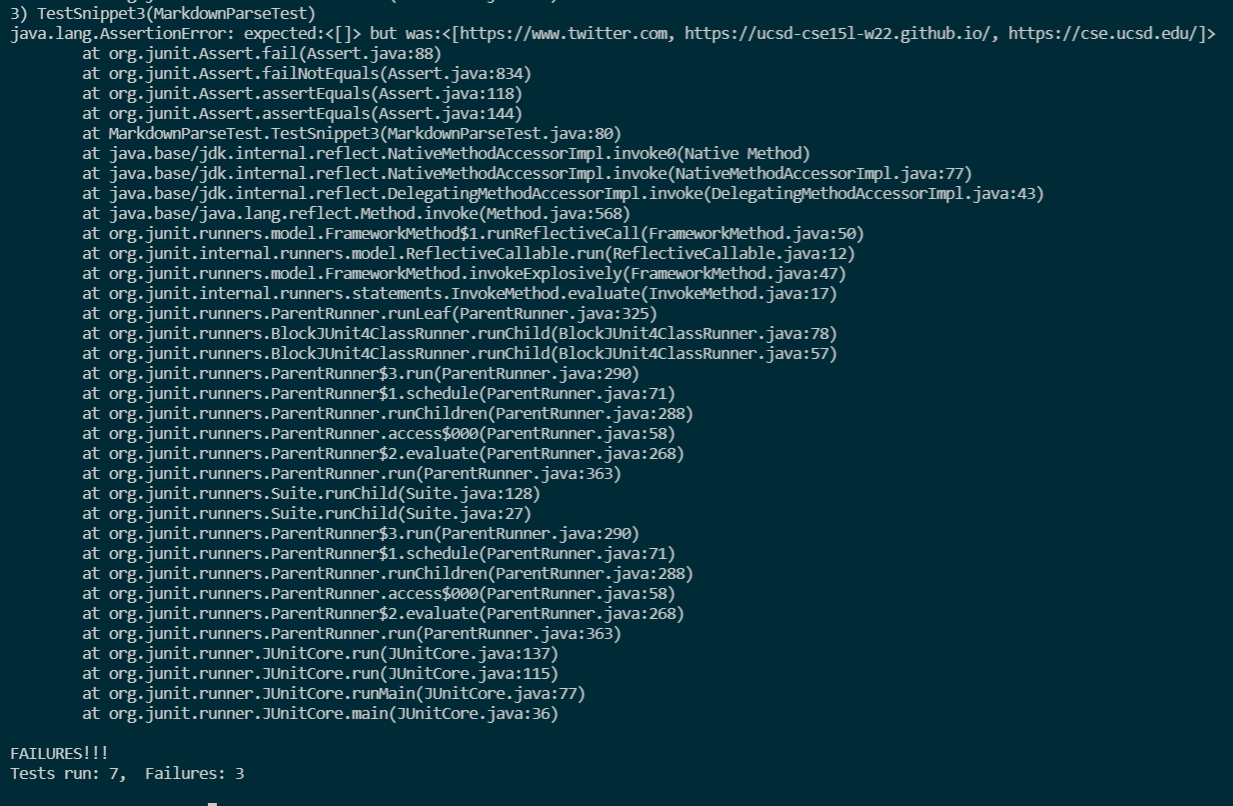 3) TestSnippet3(MarkdownParseTest)
java.lang.AssertionError: expected:<[]> but was:<[https://www.twitter.com, https://ucsd-cse15l-w22.github.io/, https://cse.ucsd.edu/]>
        at org.junit.Assert.fail(Assert.java:88)
        at org.junit.Assert.failNotEquals(Assert.java:834)
        at org.junit.Assert.assertEquals(Assert.java:118)
        at org.junit.Assert.assertEquals(Assert.java:144)
        at MarkdownParseTest.TestSnippet3(MarkdownParseTest.java:80)
        at java.base/jdk.internal.reflect.NativeMethodAccessorImpl.invoke0(Native Method)
        at java.base/jdk.internal.reflect.NativeMethodAccessorImpl.invoke(NativeMethodAccessorImpl.java:77)
        at java.base/jdk.internal.reflect.DelegatingMethodAccessorImpl.invoke(DelegatingMethodAccessorImpl.java:43)
        at java.base/java.lang.reflect.Method.invoke(Method.java:568)
        at org.junit.runners.model.FrameworkMethod$1.runReflectiveCall(FrameworkMethod.java:50)
        at org.junit.internal.runners.model.ReflectiveCallable.run(ReflectiveCallable.java:12)
        at org.junit.runners.model.FrameworkMethod.invokeExplosively(FrameworkMethod.java:47)
        at org.junit.internal.runners.statements.InvokeMethod.evaluate(InvokeMethod.java:17)
        at org.junit.runners.ParentRunner.runLeaf(ParentRunner.java:325)
        at org.junit.runners.BlockJUnit4ClassRunner.runChild(BlockJUnit4ClassRunner.java:78)
        at org.junit.runners.BlockJUnit4ClassRunner.runChild(BlockJUnit4ClassRunner.java:57)
        at org.junit.runners.ParentRunner$3.run(ParentRunner.java:290)
        at org.junit.runners.ParentRunner$1.schedule(ParentRunner.java:71)
        at org.junit.runners.ParentRunner.runChildren(ParentRunner.java:288)
        at org.junit.runners.ParentRunner.access$000(ParentRunner.java:58)
        at org.junit.runners.ParentRunner$2.evaluate(ParentRunner.java:268)
        at org.junit.runners.ParentRunner.run(ParentRunner.java:363)
        at org.junit.runners.Suite.runChild(Suite.java:128)
        at org.junit.runners.Suite.runChild(Suite.java:27)
        at org.junit.runners.ParentRunner$3.run(ParentRunner.java:290)
        at org.junit.runners.ParentRunner$1.schedule(ParentRunner.java:71)
        at org.junit.runners.ParentRunner.runChildren(ParentRunner.java:288)
        at org.junit.runners.ParentRunner.access$000(ParentRunner.java:58)
        at org.junit.runners.ParentRunner$2.evaluate(ParentRunner.java:268)
        at org.junit.runners.ParentRunner.run(ParentRunner.java:363)
        at org.junit.runner.JUnitCore.run(JUnitCore.java:137)
        at org.junit.runner.JUnitCore.run(JUnitCore.java:115)
        at org.junit.runner.JUnitCore.runMain(JUnitCore.java:77)
        at org.junit.runner.JUnitCore.main(JUnitCore.java:36)
FAILURES!!!
Tests run: 7,  Failures: 3